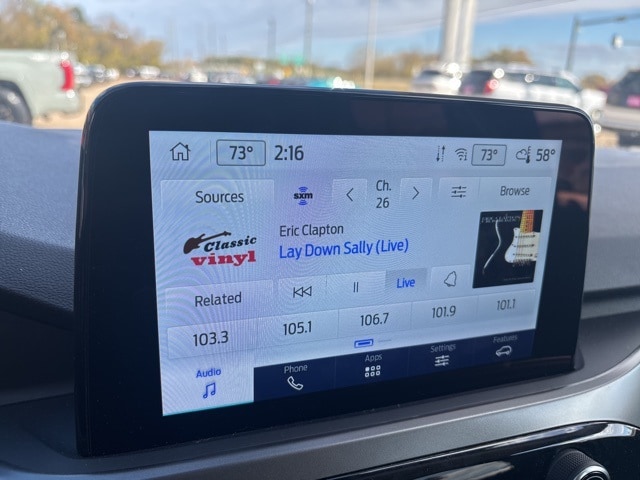 73° 2:16 73° 58°
Sources sxm Ch. 26 Browse
Classic vinyl
Eric Clapton
Lay Down Sally (Live)
Related Live
103.3 105.1 106.7 101.9 101.1
Audio Phone Apps Settings Features